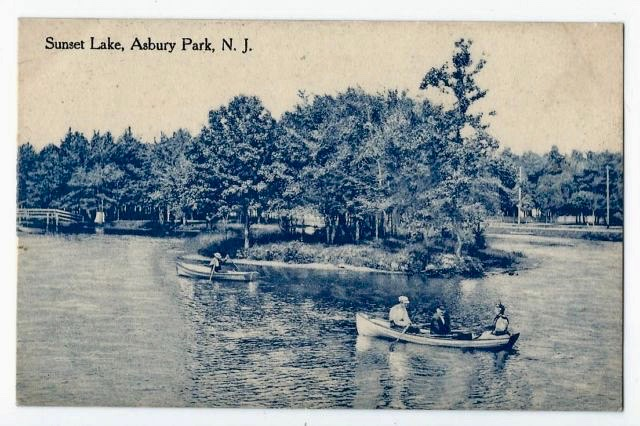 Sunset Lake, Asbury Park, N. J.